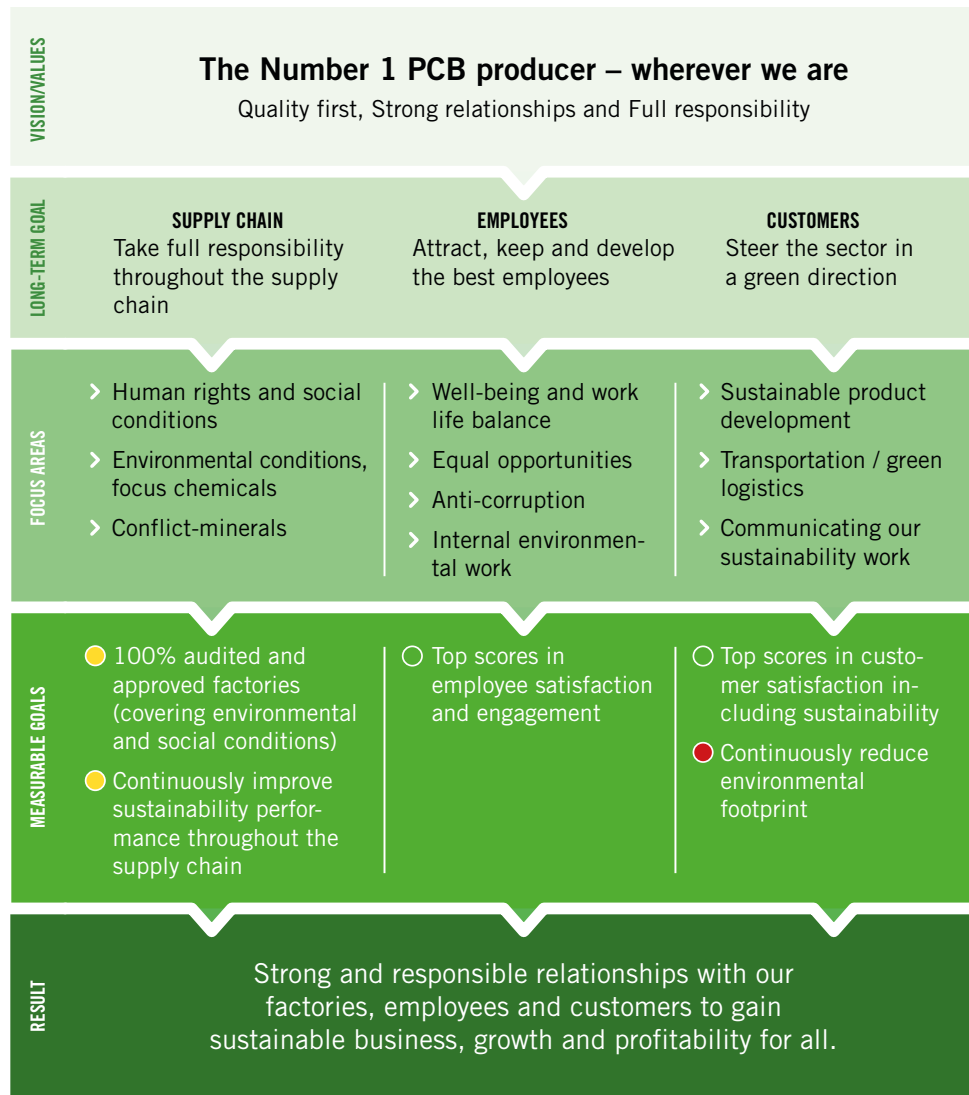 VISION/VALUES
The Number 1 PCB producer – wherever we are
Quality first, Strong relationships and Full responsibility
LONG-TERM GOAL
SUPPLY CHAIN
Take full responsibility
throughout the supply
chain
EMPLOYEES
Attract, keep and develop
the best employees
CUSTOMERS
Steer the sector in
a green direction
FOCUS AREAS
Human rights and social
conditions
Environmental conditions,
focus chemicals
Conflict-minerals
Well-being and work
life balance
Equal opportunities
Anti-corruption
Internal environmen-
tal work
Sustainable product
development
Transportation / green
logistics
Communicating our
sustainability work
MEASURABLE GOALS
100% audited and
approved factories
(covering environmental
and social conditions)
Continuously improve
sustainability perfor-
mance throughout the
supply chain
Top scores in
employee satisfaction
and engagement
Top scores in custo-
mer satisfaction in-
cluding sustainability
Continuously reduce
environmental
footprint
RESULT
Strong and responsible relationships with our
factories, employees and customers to gain
sustainable business, growth and profitability for all.